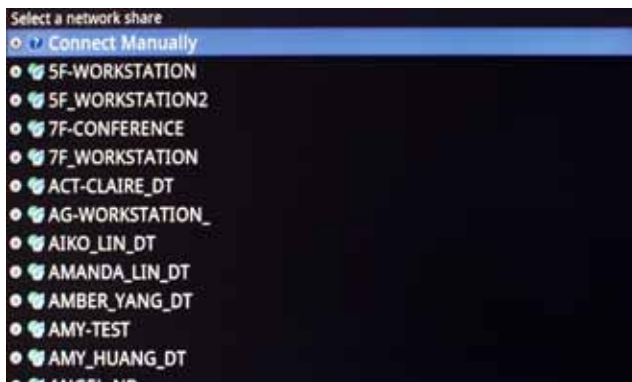 Select a network share
Connect Manually
5F-WORKSTATION
5F_WORKSTATION2
7F-CONFERENCE
7F_WORKSTATION
ACT-CLAIRE_DT
AG-WORKSTATION_
AIKO_LIN_DT
AMANDA_LIN_DT
AMBER_YANG_DT
AMY-TEST
AMY_HUANG_DT